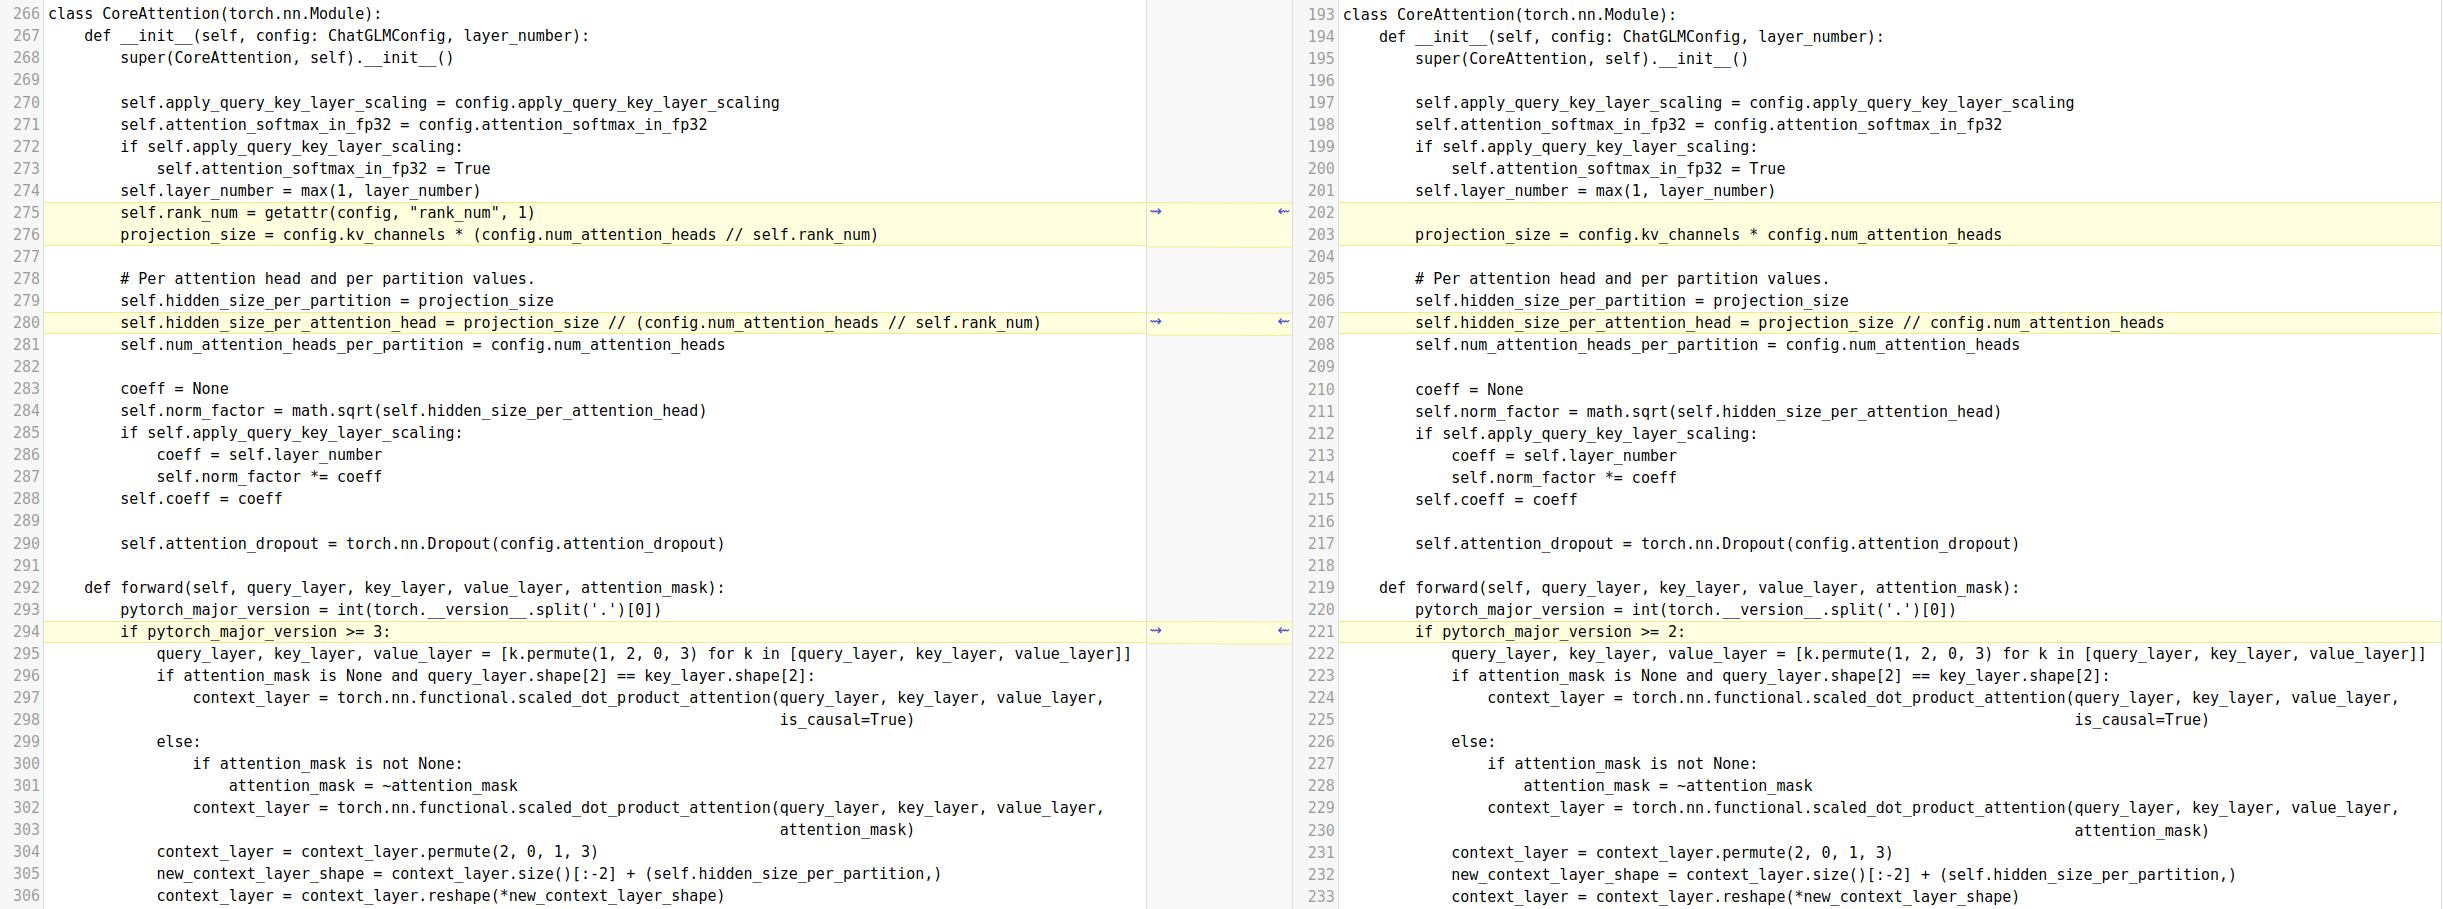 266 class CoreAttention(torch.nn.Module):
267     def __init__(self, config: ChatGLMConfig, layer_number):
268         super(CoreAttention, self).__init__()
269
270         self.apply_query_key_layer_scaling = config.apply_query_key_layer_scaling
271         self.attention_softmax_in_fp32 = config.attention_softmax_in_fp32
272         if self.apply_query_key_layer_scaling:
273             self.attention_softmax_in_fp32 = True
274         self.layer_number = max(1, layer_number)
275         self.rank_num = getattr(config, "rank_num", 1)
276         projection_size = config.kv_channels * (config.num_attention_heads // self.rank_num)
277
278         # Per attention head and per partition values.
279         self.hidden_size_per_partition = projection_size
280         self.hidden_size_per_attention_head = projection_size // (config.num_attention_heads // self.rank_num)
281         self.num_attention_heads_per_partition = config.num_attention_heads
282
283         coeff = None
284         self.norm_factor = math.sqrt(self.hidden_size_per_attention_head)
285         if self.apply_query_key_layer_scaling:
286             coeff = self.layer_number
287             self.norm_factor *= coeff
288         self.coeff = coeff
289
290         self.attention_dropout = torch.nn.Dropout(config.attention_dropout)
291
292     def forward(self, query_layer, key_layer, value_layer, attention_mask):
293         pytorch_major_version = int(torch.__version__.split('.')[0])
294         if pytorch_major_version >= 3:
295             query_layer, key_layer, value_layer = [k.permute(1, 2, 0, 3) for k in [query_layer, key_layer, value_layer]]
296             if attention_mask is None and query_layer.shape[2] == key_layer.shape[2]:
297                 context_layer = torch.nn.functional.scaled_dot_product_attention(query_layer, key_layer, value_layer,
298                                                                                  is_causal=True)
299             else:
300                 if attention_mask is not None:
301                     attention_mask = ~attention_mask
302                 context_layer = torch.nn.functional.scaled_dot_product_attention(query_layer, key_layer, value_layer,
303                                                                                  attention_mask)
304             context_layer = context_layer.permute(2, 0, 1, 3)
305             new_context_layer_shape = context_layer.size()[:-2] + (self.hidden_size_per_partition,)
306             context_layer = context_layer.reshape(*new_context_layer_shape)
193 class CoreAttention(torch.nn.Module):
194     def __init__(self, config: ChatGLMConfig, layer_number):
195         super(CoreAttention, self).__init__()
196
197         self.apply_query_key_layer_scaling = config.apply_query_key_layer_scaling
198         self.attention_softmax_in_fp32 = config.attention_softmax_in_fp32
199         if self.apply_query_key_layer_scaling:
200             self.attention_softmax_in_fp32 = True
201         self.layer_number = max(1, layer_number)
202
203         projection_size = config.kv_channels * config.num_attention_heads
204
205         # Per attention head and per partition values.
206         self.hidden_size_per_partition = projection_size
207         self.hidden_size_per_attention_head = projection_size // config.num_attention_heads
208         self.num_attention_heads_per_partition = config.num_attention_heads
209
210         coeff = None
211         self.norm_factor = math.sqrt(self.hidden_size_per_attention_head)
212         if self.apply_query_key_layer_scaling:
213             coeff = self.layer_number
214             self.norm_factor *= coeff
215         self.coeff = coeff
216
217         self.attention_dropout = torch.nn.Dropout(config.attention_dropout)
218
219     def forward(self, query_layer, key_layer, value_layer, attention_mask):
220         pytorch_major_version = int(torch.__version__.split('.')[0])
221         if pytorch_major_version >= 2:
222             query_layer, key_layer, value_layer = [k.permute(1, 2, 0, 3) for k in [query_layer, key_layer, value_layer]]
223             if attention_mask is None and query_layer.shape[2] == key_layer.shape[2]:
224                 context_layer = torch.nn.functional.scaled_dot_product_attention(query_layer, key_layer, value_layer,
225                                                                                  is_causal=True)
226             else:
227                 if attention_mask is not None:
228                     attention_mask = ~attention_mask
229                 context_layer = torch.nn.functional.scaled_dot_product_attention(query_layer, key_layer, value_layer,
230                                                                                  attention_mask)
231             context_layer = context_layer.permute(2, 0, 1, 3)
232             new_context_layer_shape = context_layer.size()[:-2] + (self.hidden_size_per_partition,)
233             context_layer = context_layer.reshape(*new_context_layer_shape)